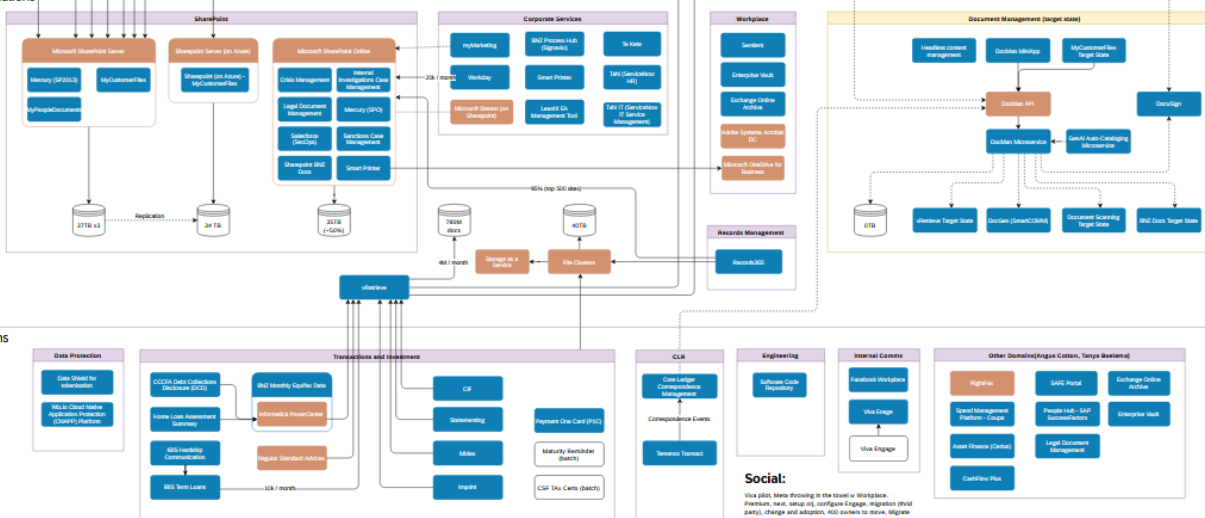 SharePoint
Microsoft SharePoint Server
Mercury (SP2013)
MyCustomerFiles
MyPeopleDocuments
Sharepoint Server (on Azure)
Sharepoint (on Azure) -
MyCustomerFiles
Microsoft SharePoint Online
Crisis Management
Internal
Investigations Case
Management
Legal Document
Management
Mercury (SPO)
Salesforce
(SecOps)
Sanctions Case
Management
Sharepoint BNZ
Docs
Smart Printer
37TB x3
Replication
34 TB
35TB
(~50%)
Corporate Services
myMarketing
BNZ Process Hub
(Signavio)
Te Kete
20k / month
Workday
Smart Printer
Tahi (ServiceNow
HR)
Microsoft Stream (on
Sharepoint)
LeanIX EA
Management Tool
Tahi IT (ServiceNow
IT Service
Management)
95% (top 500 sites)
780M
docs
40TB
4M / month
Storage as a
Service
File Clusters
vRetrieve
Workplace
Sentient
Enterprise Vault
Exchange Online
Archive
Adobe Systems Acrobat
DC
Microsoft OneDrive for
Business
Records Management
Records365
Document Management (target state)
Headless content
management
DocMan MiniApp
MyCustomerFiles
Target State
DocMan API
DocuSign
DocMan Microservice
GenAI Auto-Cataloging
Microservice
0TB
vRetrieve Target State
DocGen (SmartCOMM)
Document Scanning
Target State
BNZ Docs Target State
ns
Data Protection
Data Shield for
tokenisation
Wiz.io Cloud Native
Application Protection
(CNAPP) Platform
Transactions and Investment
CCCFA Debt Collections
Disclosure (DCD)
BNZ Monthly Equifax Data
Informatica PowerCenter
Home Loan Assessment
Summary
IBIS Hardship
Communication
Regular Standard Advices
IBIS Term Loans
10k / month
CIF
Statementing
Midas
Imprint
Payment One Card (P1C)
Maturity Reminder
(batch)
CSIF TAx Certs (batch)
CLR
Core Ledger
Correspondence
Management
Correspondence Events
Temenos Transact
Engineering
Software Code
Repository
Internal Comms
Facebook Workplace
Viva Enage
Viva Engage
Other Domains(Angus Cotton, Tanya Boelema)
RightFax
SAFE Portal
Exchange Online
Archive
Spend Management
Platform - Coupa
People Hub - SAP
SuccessFactors
Enterprise Vault
Asset Finance (Certus)
Legal Document
Management
CashFlow Plus
Social:
Viva pilot, Meta throwing in the towel w Workplace.
Premium, next, setup or), configure Engage, migration (third
party), change and adoption, 400 owners to move, Migrate